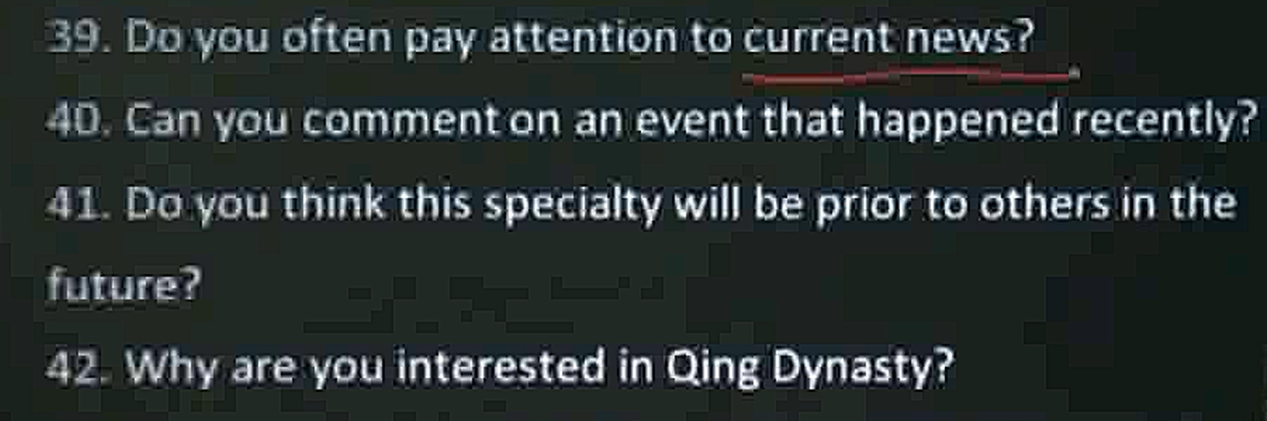 39. Do you often pay attention to current news?
40. Can you comment on an event that happened recently?
41. Do you think this specialty will be prior to others in the
future?
42. Why are you interested in Qing Dynasty?